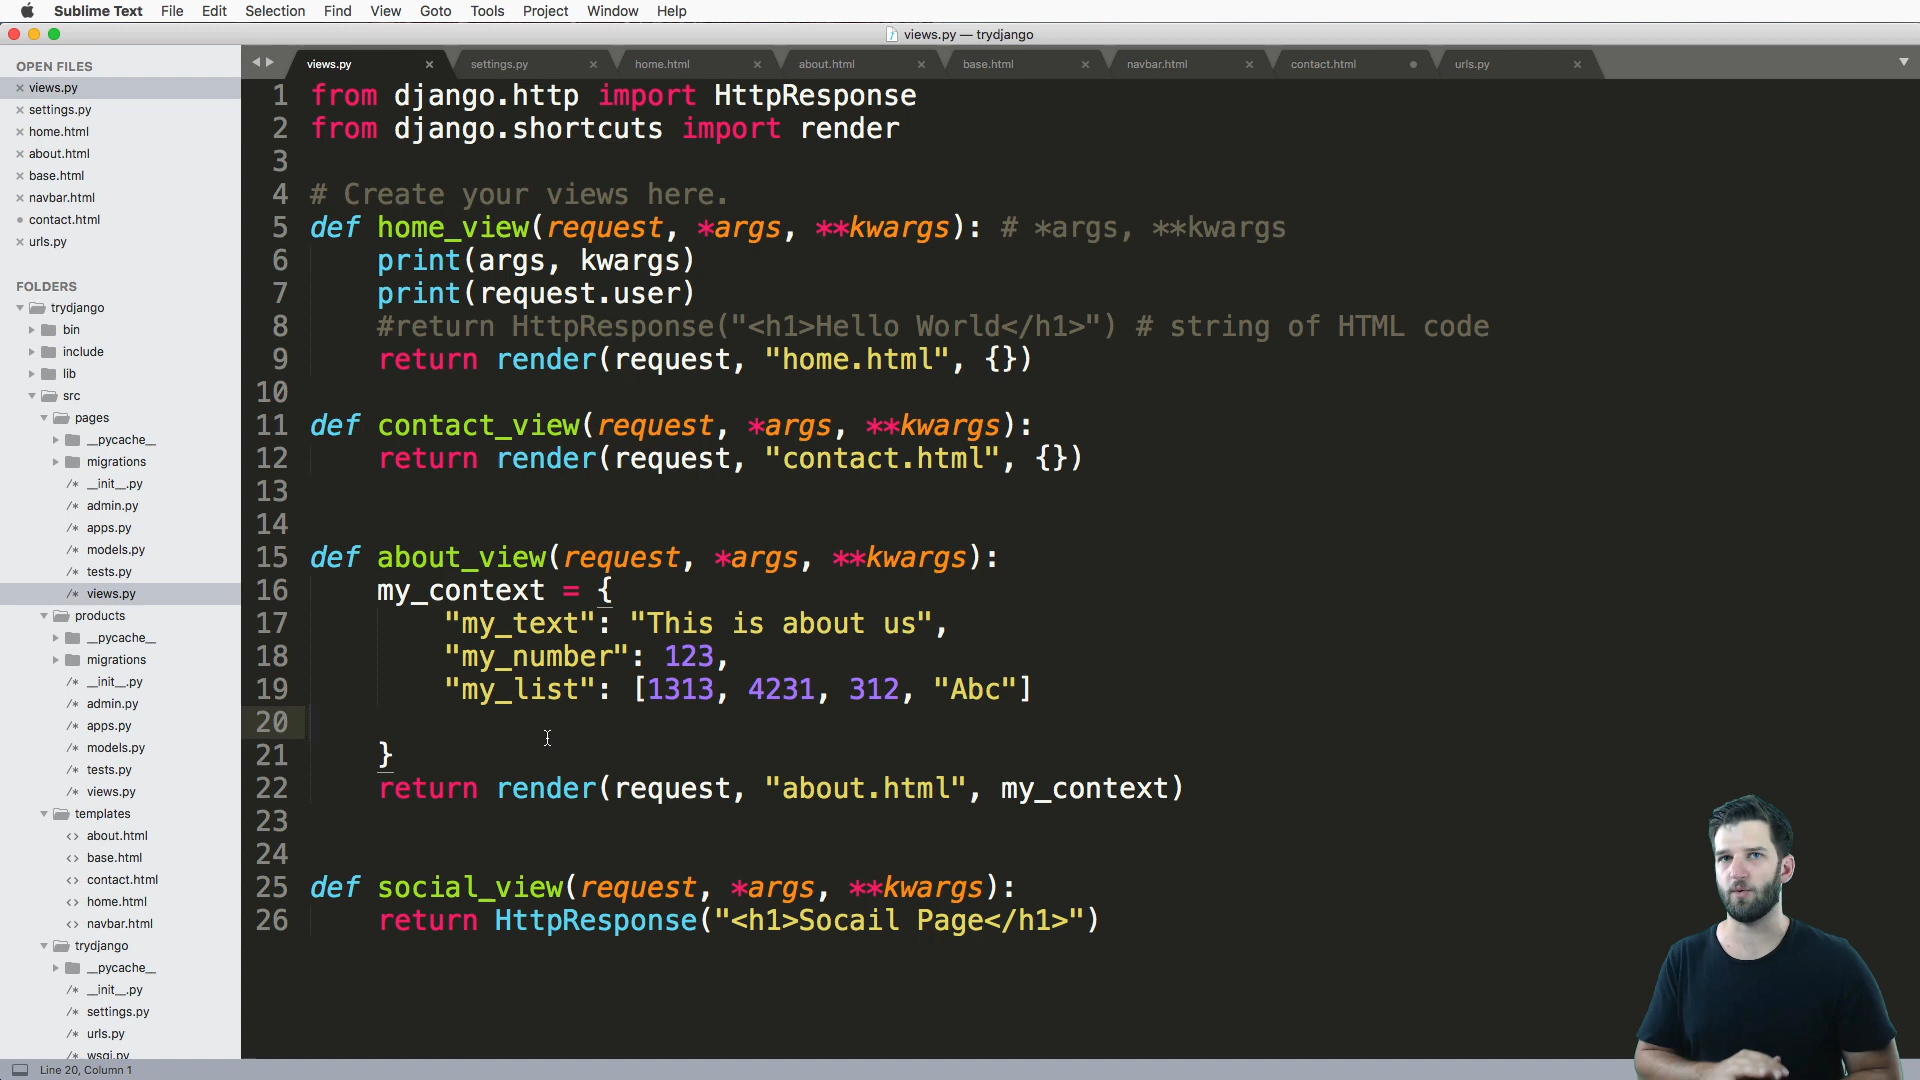 Sublime Text File Edit Selection Find View Goto Tools Project Window Help
views.py — trydjango
OPEN FILES
views.py
settings.py
home.html
about.html
base.html
navbar.html
contact.html
urls.py
FOLDERS
trydjango
bin
include
lib
src
pages
__pycache__
migrations
/* __init__.py
/* admin.py
/* apps.py
/* models.py
/* tests.py
/* views.py
products
__pycache__
migrations
/* __init__.py
/* admin.py
/* apps.py
/* models.py
/* tests.py
/* views.py
templates
<> about.html
<> base.html
<> contact.html
<> home.html
<> navbar.html
trydjango
__pycache__
/* __init__.py
/* settings.py
/* urls.py
/* wsgi.py
views.py settings.py home.html about.html base.html navbar.html contact.html urls.py
1 from django.http import HttpResponse
2 from django.shortcuts import render
3
4 # Create your views here.
5 def home_view(request, *args, **kwargs): # *args, **kwargs
6     print(args, kwargs)
7     print(request.user)
8     #return HttpResponse("<h1>Hello World</h1>") # string of HTML code
9     return render(request, "home.html", {})
10
11 def contact_view(request, *args, **kwargs):
12     return render(request, "contact.html", {})
13
14
15 def about_view(request, *args, **kwargs):
16     my_context = {
17         "my_text": "This is about us",
18         "my_number": 123,
19         "my_list": [1313, 4231, 312, "Abc"]
20
21     }
22     return render(request, "about.html", my_context)
23
24
25 def social_view(request, *args, **kwargs):
26     return HttpResponse("<h1>Socail Page</h1>")
Line 20, Column 1